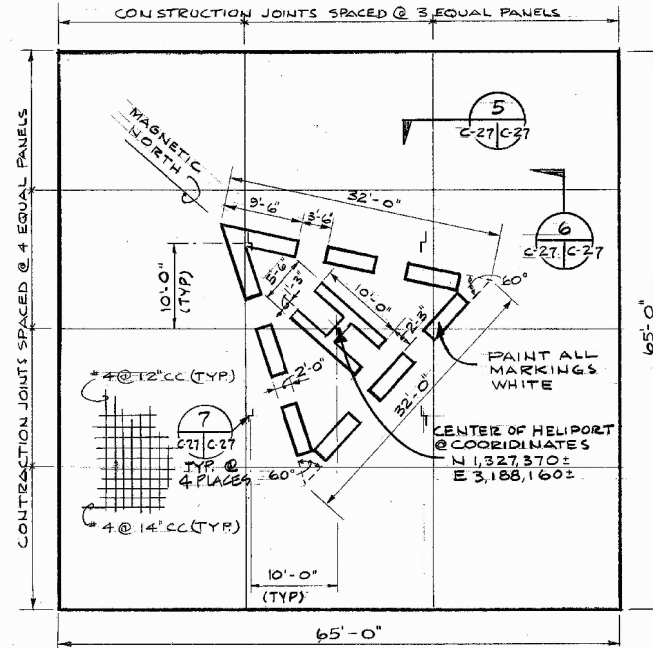 CONSTRUCTION JOINTS SPACED @ 3 EQUAL PANELS
CONTRACTION JOINTS SPACED @ 4 EQUAL PANELS
MAGNETIC
NORTH
5
C-27 C-27
6
C-27 C-27
32'-0"
9'-6"
3'-6"
60°
10'-0"
(TYP)
5'-6"
1'-3"
10'-0"
2'-3"
65'-0"
PAINT ALL
MARKINGS
WHITE
2'-0"
32'-0"
#4 @ 12" CC (TYP.)
7
C-27 C-27
TYP. @
4 PLACES
CENTER OF HELIPORT
@ COORIDINATES
N 1,327,370±
E 3,188,160±
60°
#4 @ 14" CC (TYP.)
10'-0"
(TYP)
65'-0"